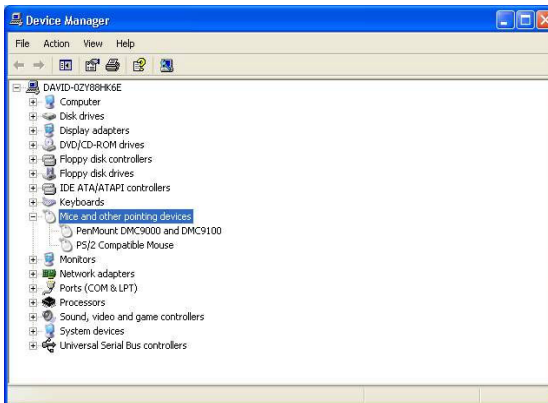 Device Manager
File Action View Help
DAVID-0ZY88HK6E
Computer
Disk drives
Display adapters
DVD/CD-ROM drives
Floppy disk controllers
Floppy disk drives
IDE ATA/ATAPI controllers
Keyboards
Mice and other pointing devices
PenMount DMC9000 and DMC9100
PS/2 Compatible Mouse
Monitors
Network adapters
Ports (COM & LPT)
Processors
Sound, video and game controllers
System devices
Universal Serial Bus controllers